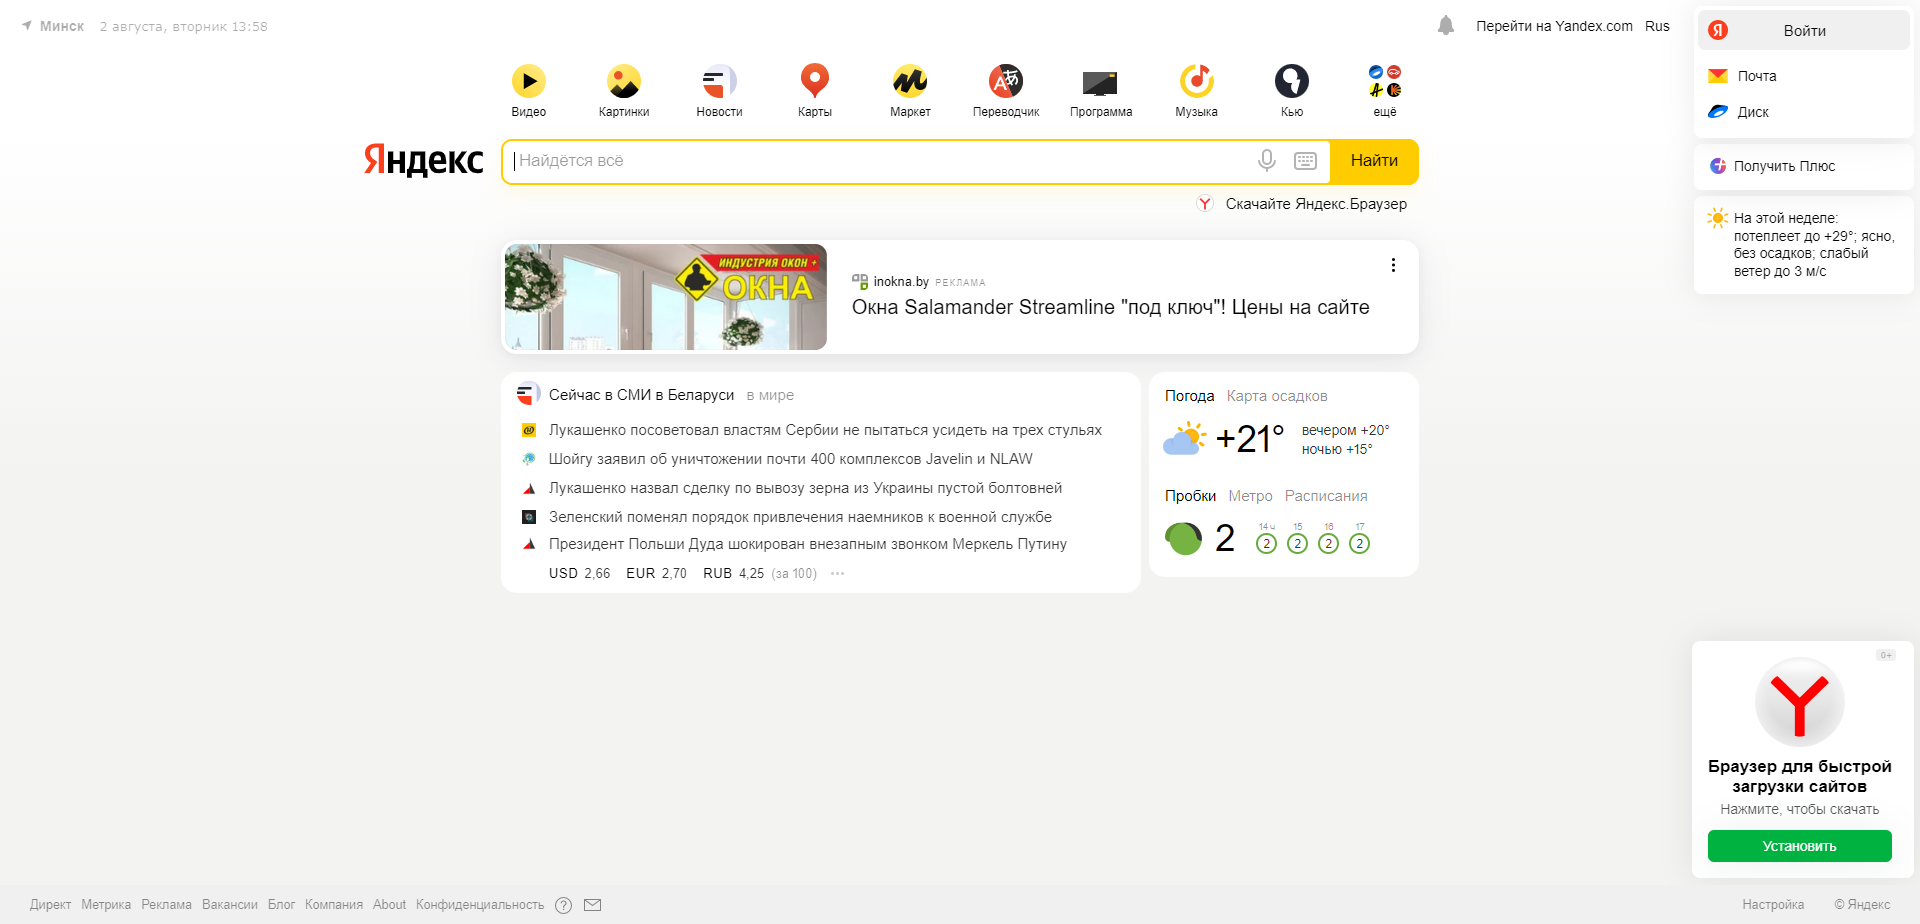 Минск 2 августа, вторник 13:58
Перейти на Yandex.com Rus
Войти
Почта
Диск
Получить Плюс
На этой неделе:
потеплеет до +29°; ясно,
без осадков; слабый
ветер до 3 м/с
Видео Картинки Новости Карты Маркет Переводчик Программа Музыка Кью ещё
Яндекс Найдётся всё Найти
Скачайте Яндекс.Браузер
ИНДУСТРИЯ ОКОН +
ОКНА
inokna.by РЕКЛАМА
Окна Salamander Streamline "под ключ"! Цены на сайте
Сейчас в СМИ в Беларуси в мире
Лукашенко посоветовал властям Сербии не пытаться усидеть на трех стульях
Шойгу заявил об уничтожении почти 400 комплексов Javelin и NLAW
Лукашенко назвал сделку по вывозу зерна из Украины пустой болтовней
Зеленский поменял порядок привлечения наемников к военной службе
Президент Польши Дуда шокирован внезапным звонком Меркель Путину
USD 2,66 EUR 2,70 RUB 4,25 (за 100) ···
Погода Карта осадков
+21° вечером +20°
ночью +15°
Пробки Метро Расписания
14 ч 15 16 17
2 2 2 2 2
0+
Браузер для быстрой
загрузки сайтов
Нажмите, чтобы скачать
Установить
Директ Метрика Реклама Вакансии Блог Компания About Конфиденциальность ? Настройка © Яндекс